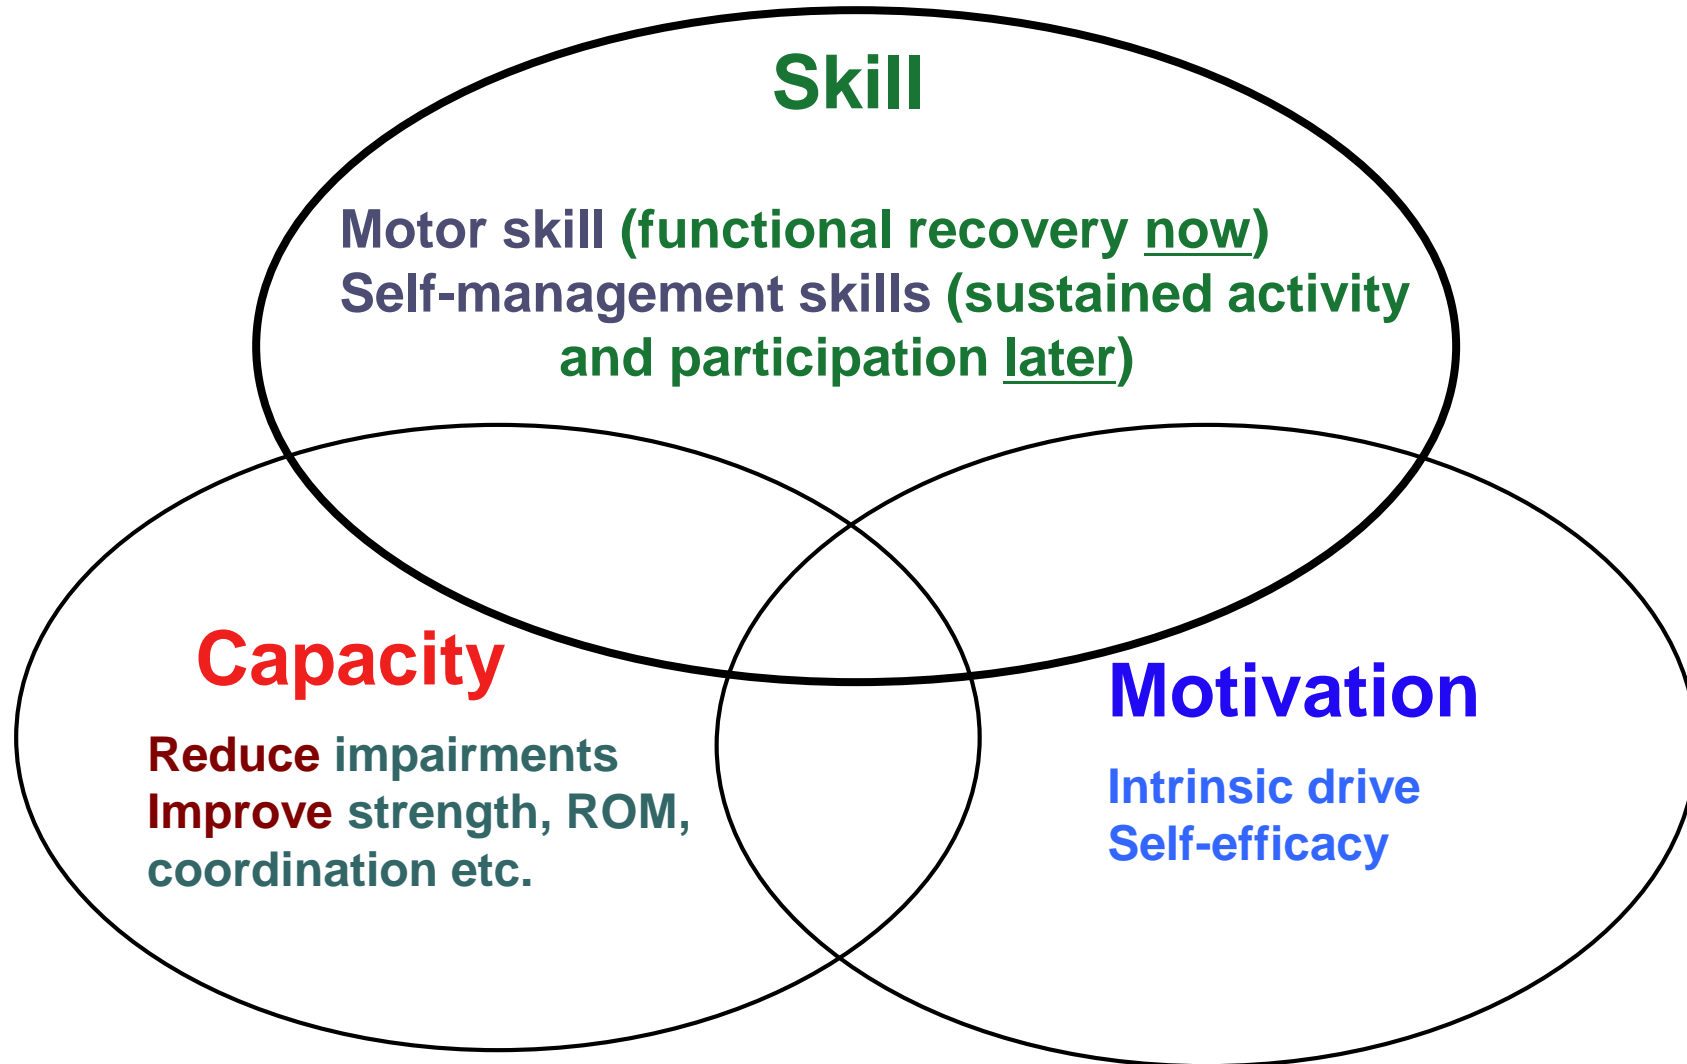 Skill
Motor skill (functional recovery now)
Self-management skills (sustained activity
and participation later)
Capacity
Reduce impairments
Improve strength, ROM,
coordination etc.
Motivation
Intrinsic drive
Self-efficacy